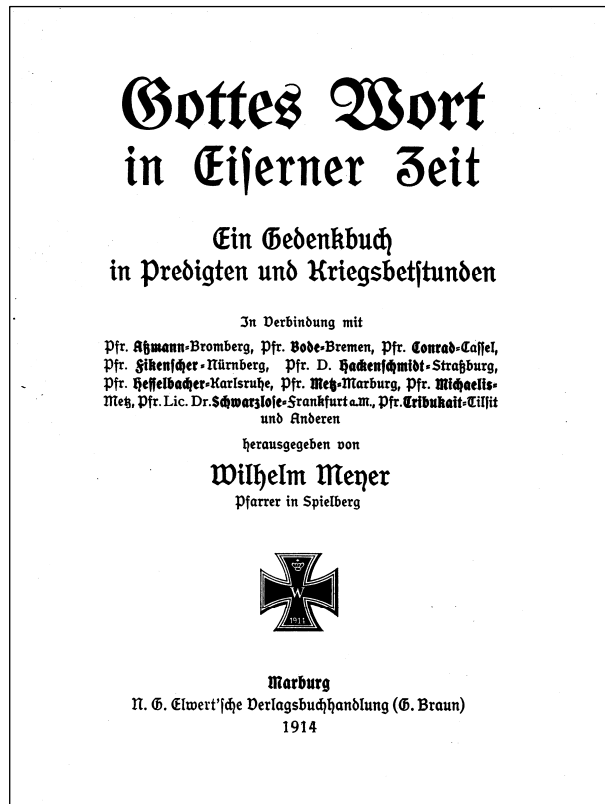 Gottes Wort
in Eiserner Zeit
Ein Gedenkbuch
in Predigten und Kriegsbetstunden
In Verbindung mit
Pfr. Aßmann-Bromberg, Pfr. Bode-Bremen, Pfr. Conrad-Cassel,
Pfr. Fikenscher-Nürnberg, Pfr. D. Hackenschmidt-Straßburg,
Pfr. Hesselbacher-Karlsruhe, Pfr. Metz-Marburg, Pfr. Michaelis-
Metz, Pfr. Lic. Dr. Schwarzlose-Frankfurt a.M., Pfr. Tribukait-Tilsit
und Anderen
herausgegeben von
Wilhelm Meyer
Pfarrer in Spielberg
W
1914
Marburg
N. G. Elwert'sche Verlagsbuchhandlung (G. Braun)
1914